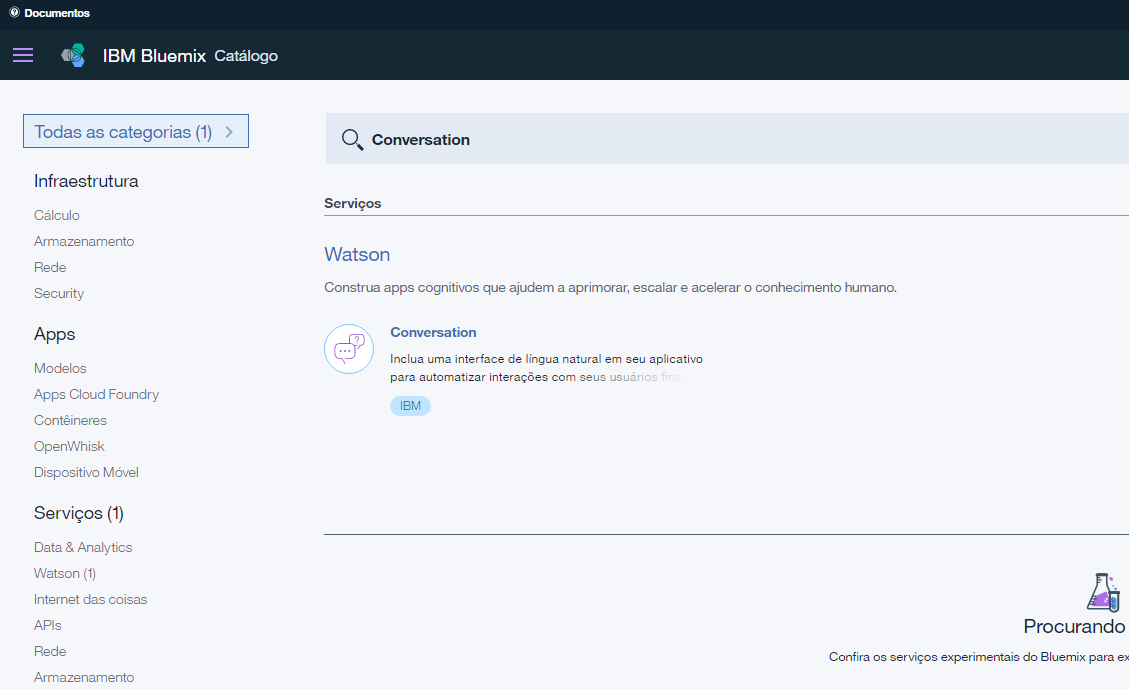 Documentos
IBM Bluemix Catálogo
Todas as categorias (1)
Infraestrutura
Cálculo
Armazenamento
Rede
Security
Apps
Modelos
Apps Cloud Foundry
Contêineres
OpenWhisk
Dispositivo Móvel
Serviços (1)
Data & Analytics
Watson (1)
Internet das coisas
APIs
Rede
Armazenamento
Conversation
Serviços
Watson
Construa apps cognitivos que ajudem a aprimorar, escalar e acelerar o conhecimento humano.
Conversation
Inclua uma interface de língua natural em seu aplicativo
para automatizar interações com seus usuários fina
IBM
Procurando
Confira os serviços experimentais do Bluemix para ex